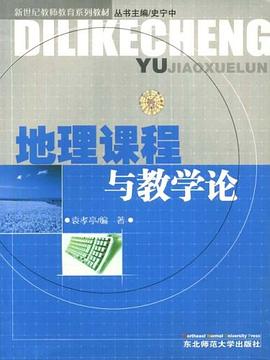 新世纪教师教育系列教材 丛书主编/史宁中
DILIKECHENG
YUJIAOXUELUN
地理课程
与教学论
袁孝亭/编 著
Northeast Normal University Press
东北师范大学出版社